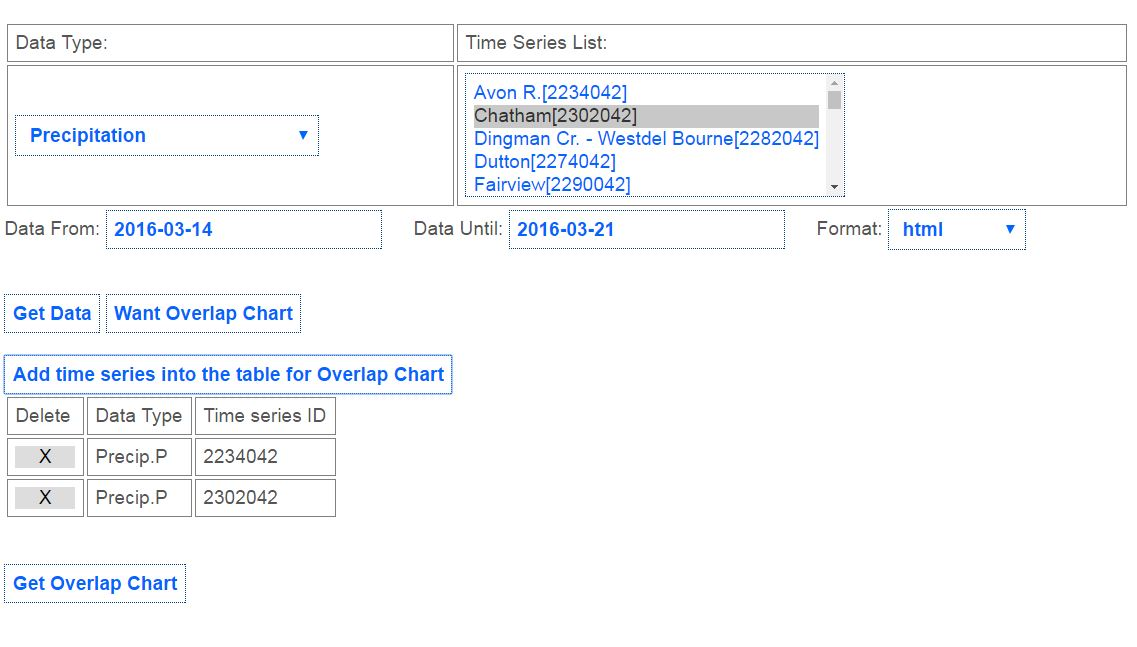 Data Type: Time Series List:
Precipitation ▼
Avon R.[2234042]
Chatham[2302042]
Dingman Cr. - Westdel Bourne[2282042]
Dutton[2274042]
Fairview[2290042]
Data From: 2016-03-14 Data Until: 2016-03-21 Format: html ▼
Get Data Want Overlap Chart
Add time series into the table for Overlap Chart
Delete Data Type Time series ID
X Precip.P 2234042
X Precip.P 2302042
Get Overlap Chart